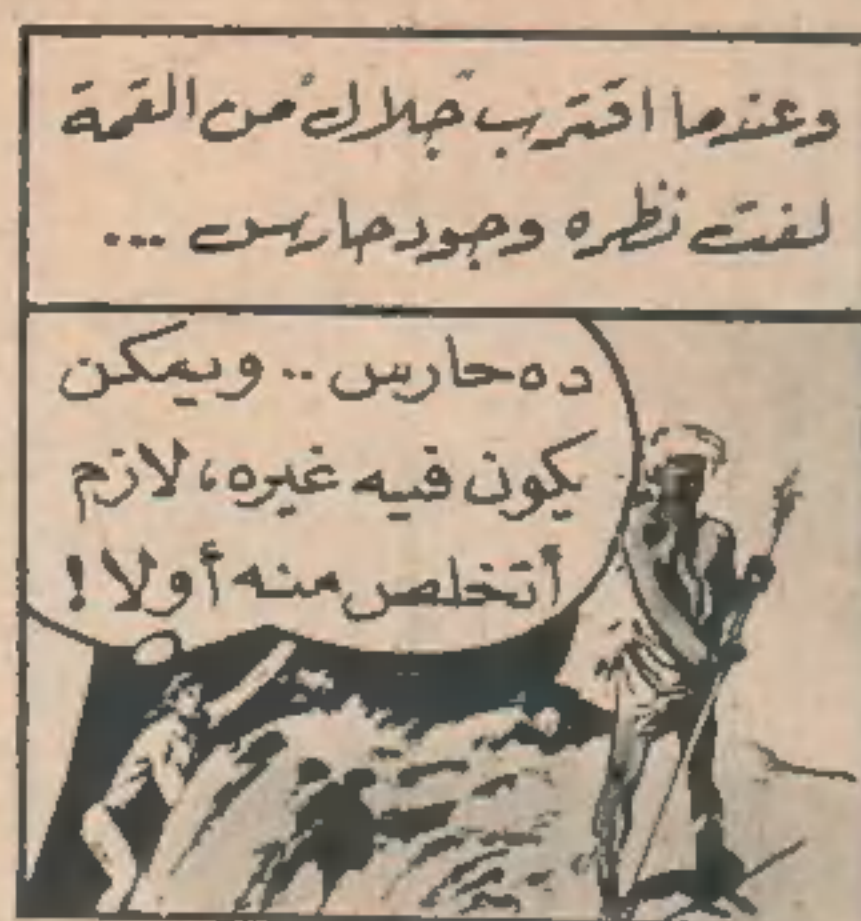 وعندما اقترب "جلال" من القمة
لفت نظره وجود حارس ...
ده حارس .. ويمكن
يكون فيه غيره، لازم
أتخلص منه أولا!